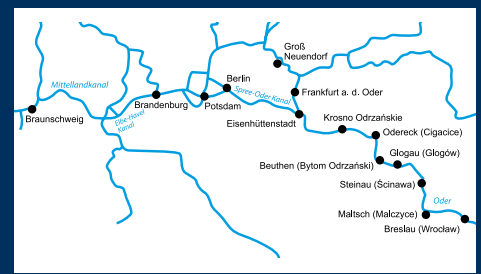 Groß
Neuendorf
Mittellandkanal
Berlin
Spree-Oder Kanal
Frankfurt a. d. Oder
Brandenburg
Potsdam
Braunschweig
Elbe-Havel
Kanal
Eisenhüttenstadt
Krosno Odrzańskie
Odereck (Cigacice)
Glogau (Głogów)
Beuthen (Bytom Odrzański)
Steinau (Ścinawa)
Oder
Maltsch (Malczyce)
Breslau (Wrocław)